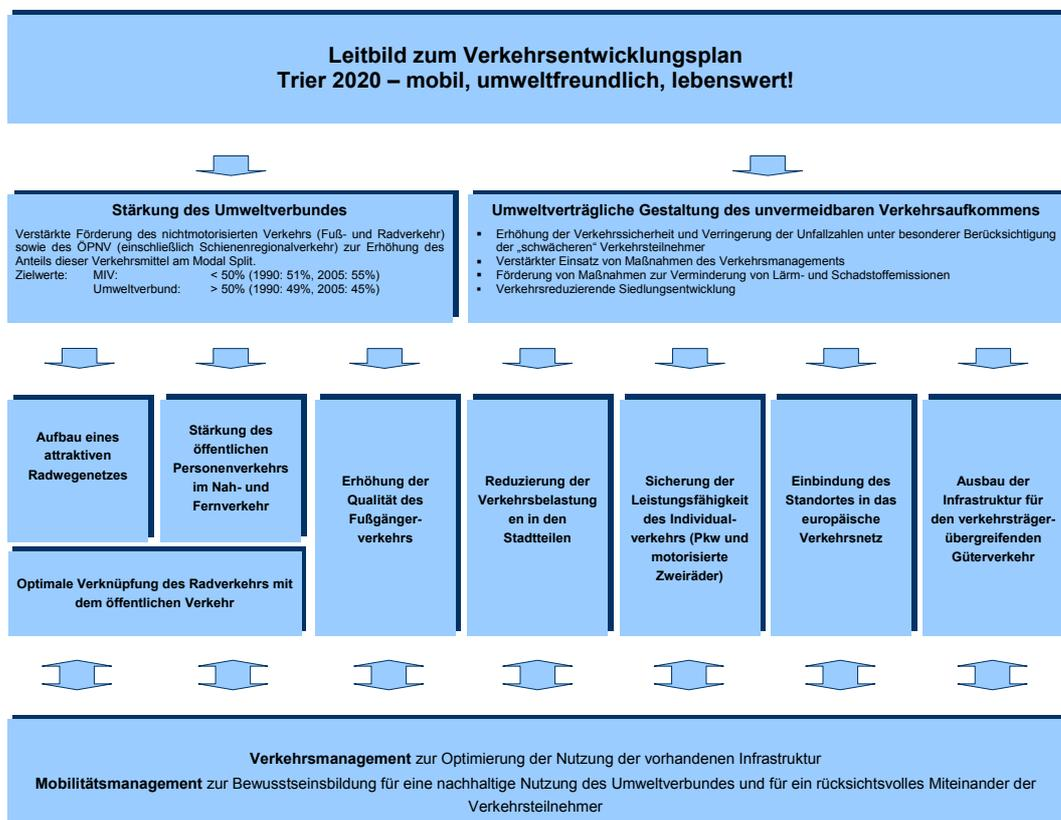 Leitbild zum Verkehrsentwicklungsplan
Trier 2020 – mobil, umweltfreundlich, lebenswert!
Stärkung des Umweltverbundes
Verstärkte Förderung des nichtmotorisierten Verkehrs (Fuß- und Radverkehr)
sowie des ÖPNV (einschließlich Schienenregionalverkehr) zur Erhöhung des
Anteils dieser Verkehrsmittel am Modal Split.
Zielwerte: MIV: < 50% (1990: 51%, 2005: 55%)
Umweltverbund: > 50% (1990: 49%, 2005: 45%)
Umweltverträgliche Gestaltung des unvermeidbaren Verkehrsaufkommens
▪ Erhöhung der Verkehrssicherheit und Verringerung der Unfallzahlen unter besonderer Berücksichtigung
der „schwächeren" Verkehrsteilnehmer
▪ Verstärkter Einsatz von Maßnahmen des Verkehrsmanagements
▪ Förderung von Maßnahmen zur Verminderung von Lärm- und Schadstoffemissionen
▪ Verkehrsreduzierende Siedlungsentwicklung
Aufbau eines
attraktiven
Radwegenetzes
Stärkung des
öffentlichen
Personenverkehrs
im Nah- und
Fernverkehr
Optimale Verknüpfung des Radverkehrs mit
dem öffentlichen Verkehr
Erhöhung der
Qualität des
Fußgänger-
verkehrs
Reduzierung der
Verkehrsbelastung
en in den
Stadtteilen
Sicherung der
Leistungsfähigkeit
des Individual-
verkehrs (Pkw und
motorisierte
Zweiräder)
Einbindung des
Standortes in das
europäische
Verkehrsnetz
Ausbau der
Infrastruktur für
den verkehrsträger-
übergreifenden
Güterverkehr
Verkehrsmanagement zur Optimierung der Nutzung der vorhandenen Infrastruktur
Mobilitätsmanagement zur Bewusstseinsbildung für eine nachhaltige Nutzung des Umweltverbundes und für ein rücksichtsvolles Miteinander der
Verkehrsteilnehmer